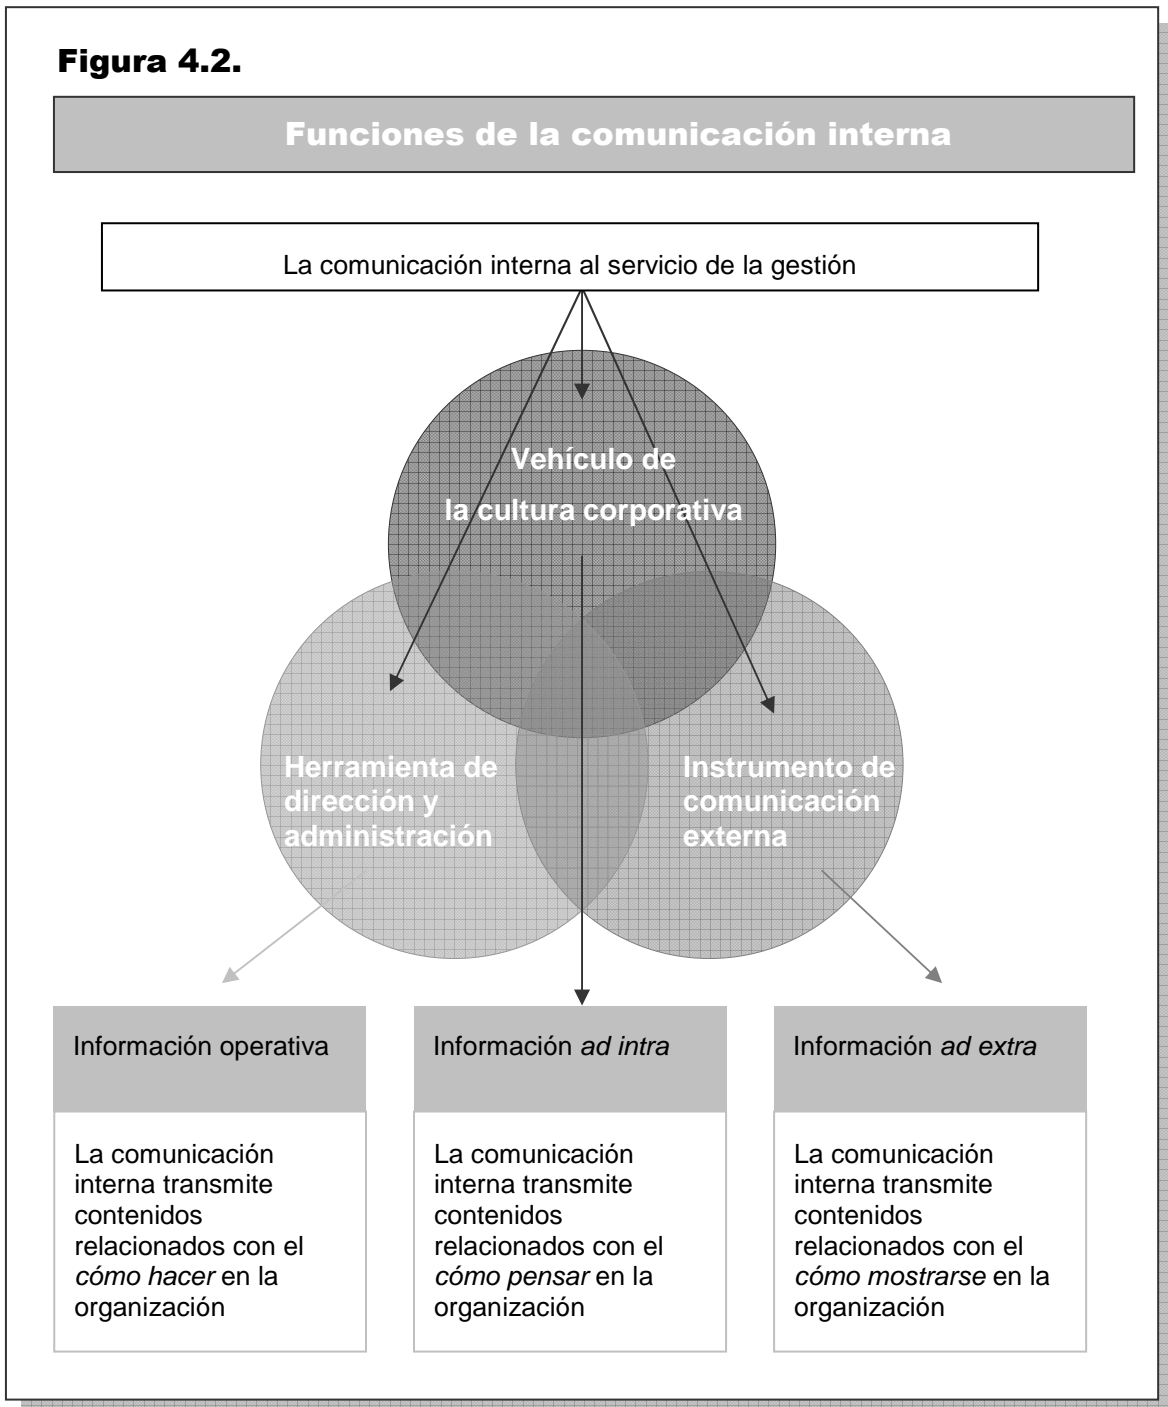 Figura 4.2.
Funciones de la comunicación interna
La comunicación interna al servicio de la gestión
Vehículo de
la cultura corporativa
Herramienta de
dirección y
administración
Instrumento de
comunicación
externa
Información operativa
La comunicación
interna transmite
contenidos
relacionados con el
cómo hacer en la
organización
Información ad intra
La comunicación
interna transmite
contenidos
relacionados con el
cómo pensar en la
organización
Información ad extra
La comunicación
interna transmite
contenidos
relacionados con el
cómo mostrarse en la
organización